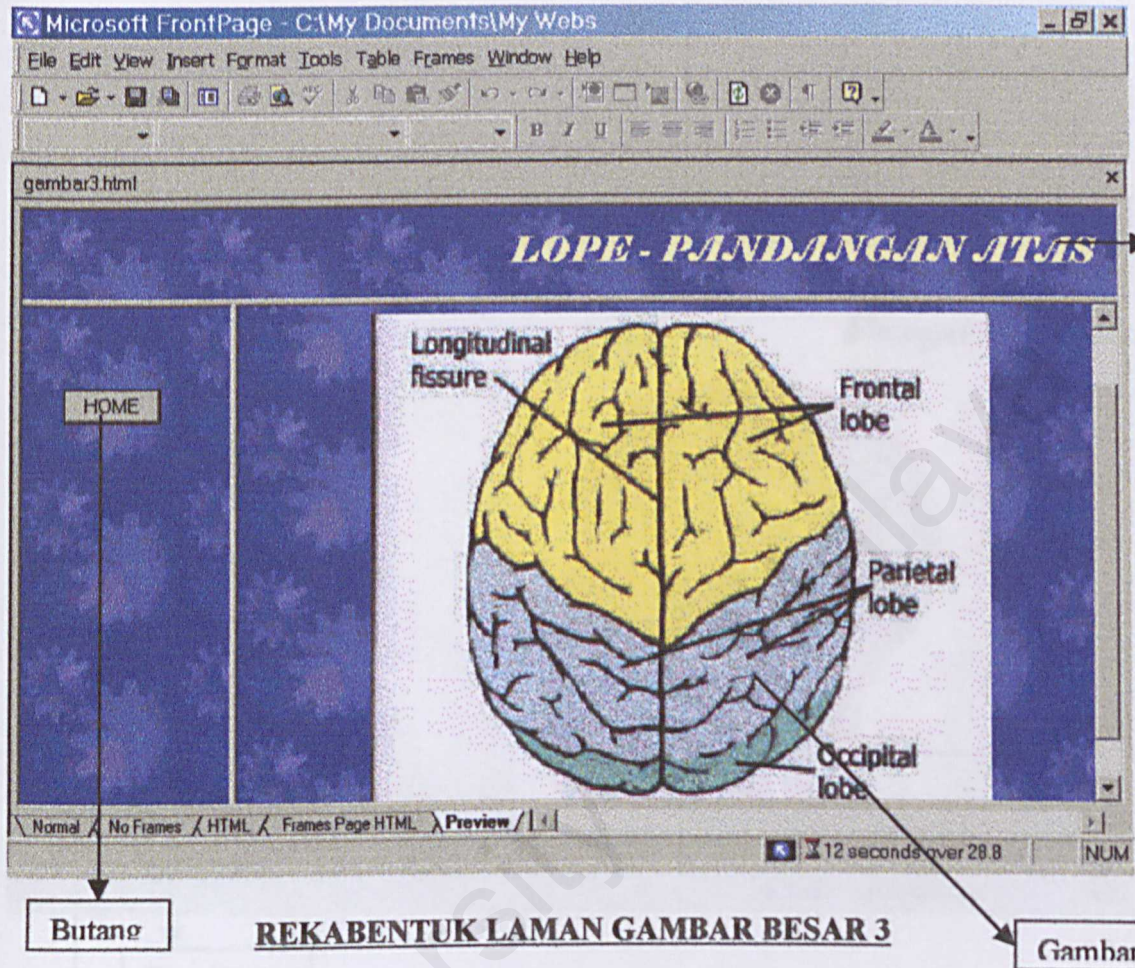 Microsoft FrontPage - C:\My Documents\My Webs
File Edit View Insert Format Tools Table Frames Window Help
B I U
A
gambar3.html
LOPE - PANDANGAN ATAS
HOME
Longitudinal
fissure
Frontal
lobe
Parietal
lobe
Occipital
lobe
Normal No Frames HTML Frames Page HTML Preview
12 seconds over 28.8 NUM
Butang
REKABENTUK LAMAN GAMBAR BESAR 3
Gambar